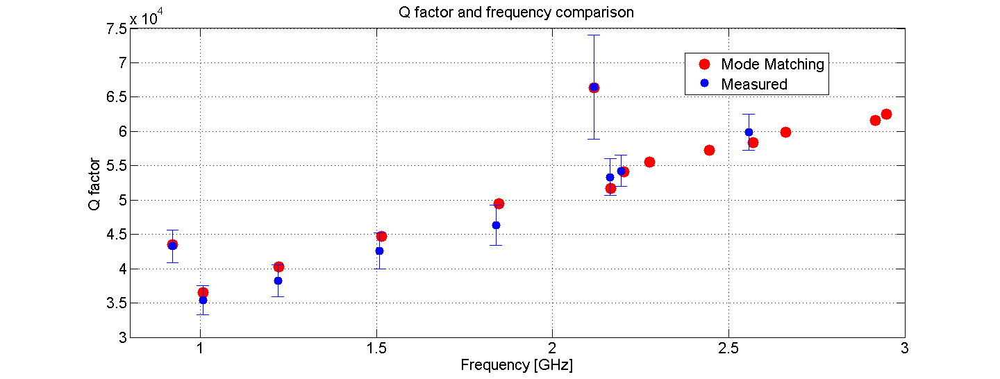 Q factor and frequency comparison
x 10^4
7.5
7
6.5
6
5.5
5
4.5
4
3.5
3
Q factor
Mode Matching
Measured
1
1.5
2
2.5
3
Frequency [GHz]